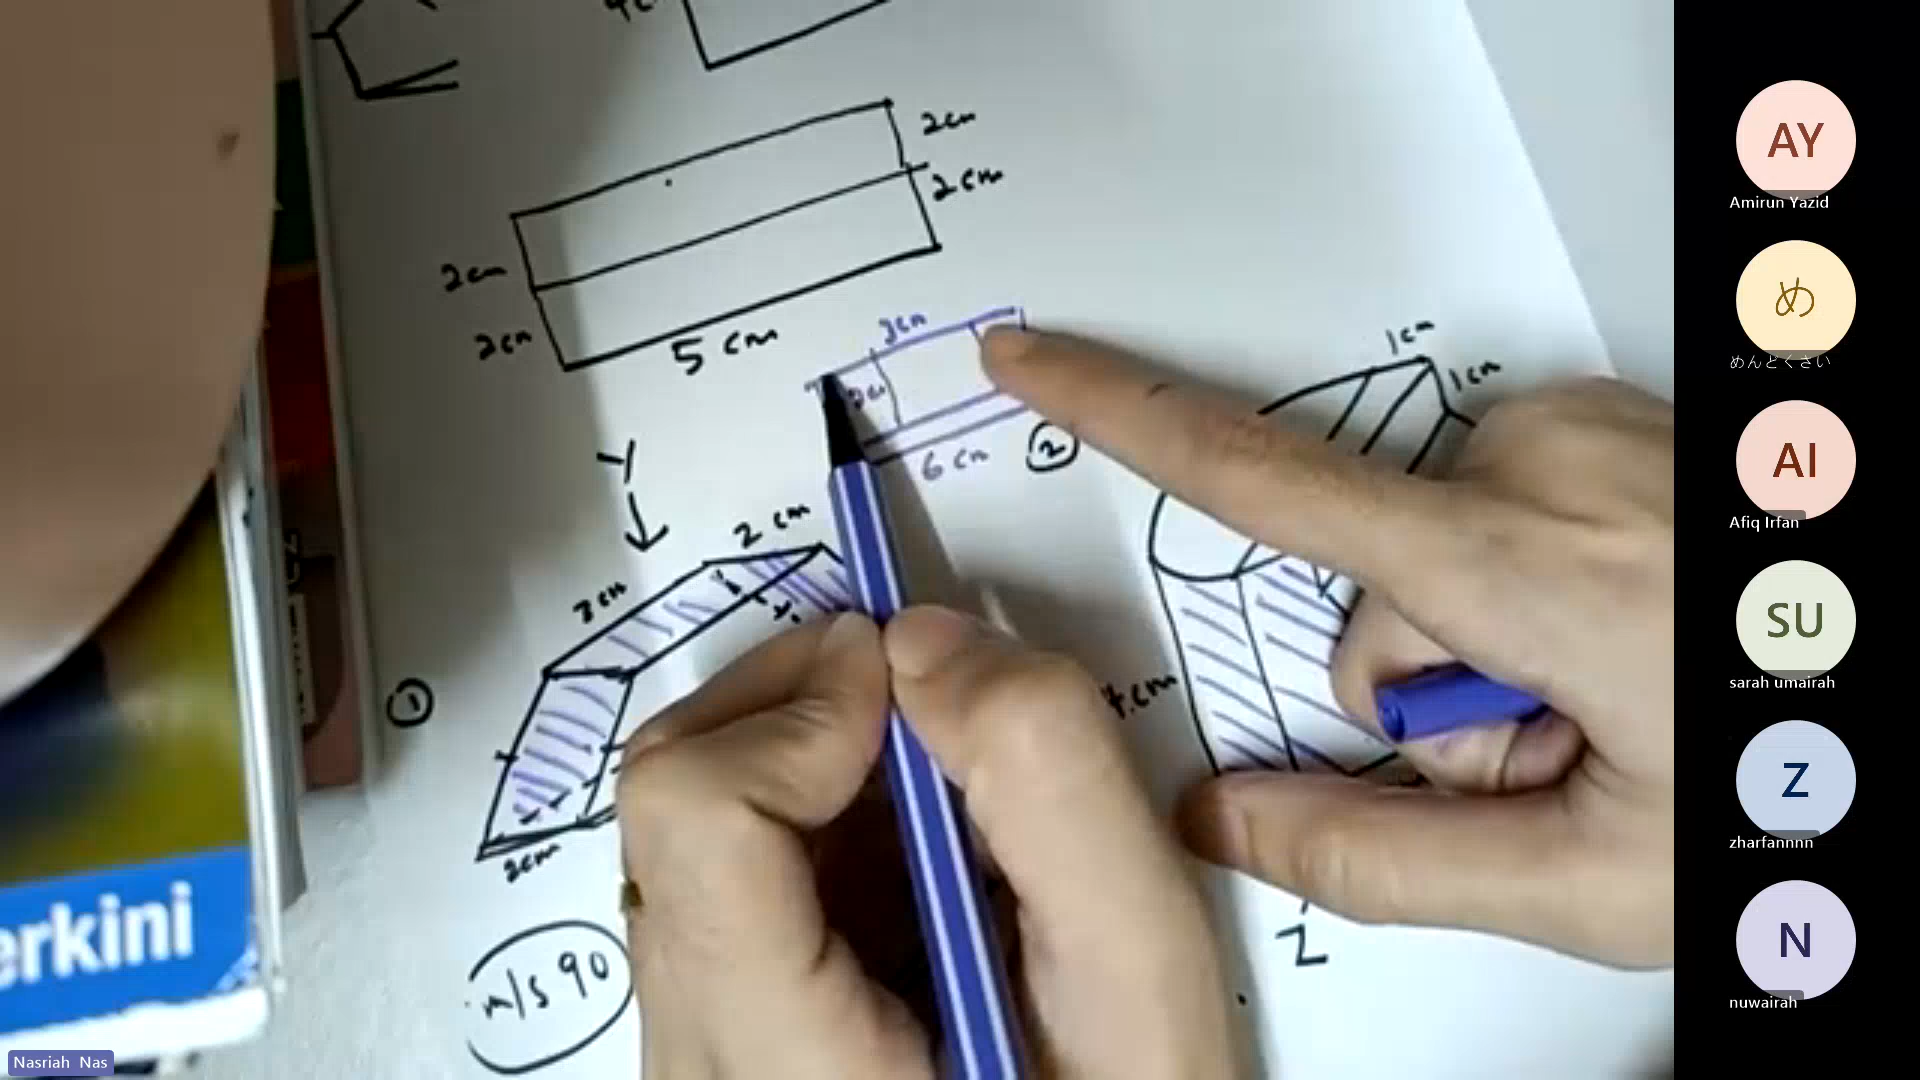 2cm
2cm
2cm
2cm
5 cm
3cm
2cm
6 cm
2
1cm
1cm
Y
2 cm
3cm
1
2cm
4cm
m/s 90
Z
erkini
Nasriah Nas
AY
Amirun Yazid
め
めんどくさい
AI
Afiq Irfan
SU
sarah umairah
Z
zharfannnn
N
nuwairah